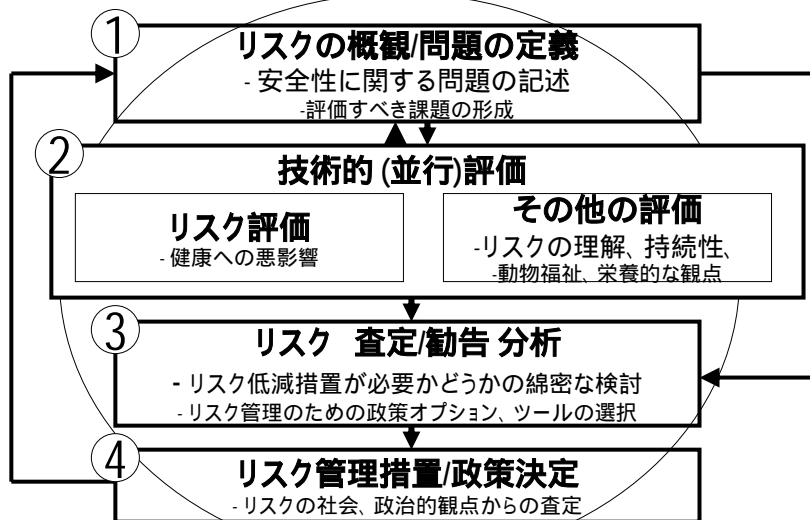 1
リスクの概観/問題の定義
- 安全性に関する問題の記述
-評価すべき課題の形成
2
技術的 (並行)評価
リスク評価
- 健康への悪影響
その他の評価
-リスクの理解、持続性、
-動物福祉、栄養的な観点
3
リスク 査定/勧告 分析
- リスク低減措置が必要かどうかの綿密な検討
- リスク管理のための政策オプション、ツールの選択
4
リスク管理措置/政策決定
- リスクの社会、政治的観点からの査定